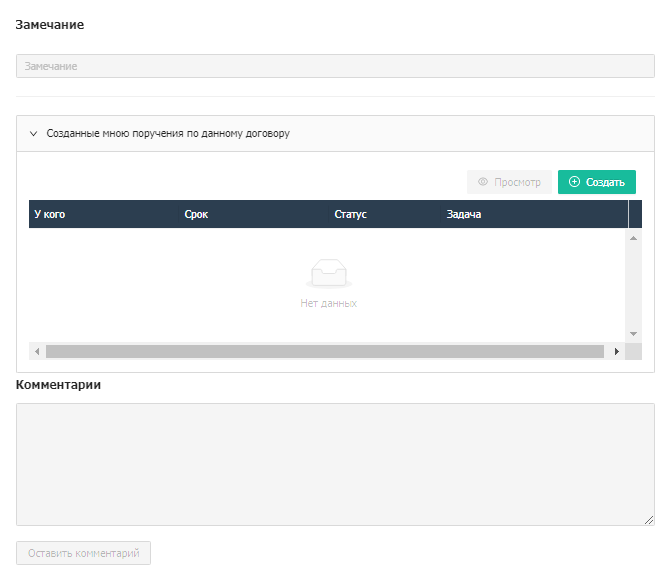 Замечание
Замечание
Созданные мною поручения по данному договору
Просмотр Создать
У кого Срок Статус Задача
Нет данных
Комментарии
Оставить комментарий